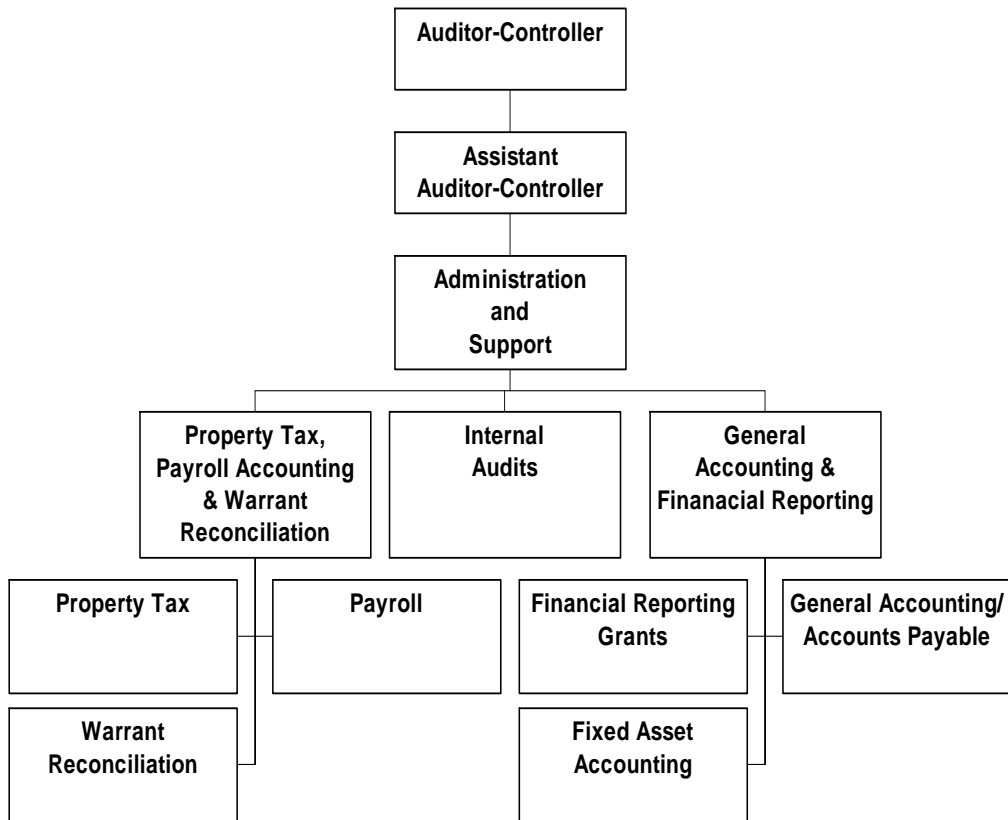 Auditor-Controller
Assistant
Auditor-Controller
Administration
and
Support
Property Tax,
Payroll Accounting
& Warrant
Reconciliation
Internal
Audits
General
Accounting &
Finanacial Reporting
Property Tax
Payroll
Financial Reporting
Grants
General Accounting/
Accounts Payable
Warrant
Reconciliation
Fixed Asset
Accounting